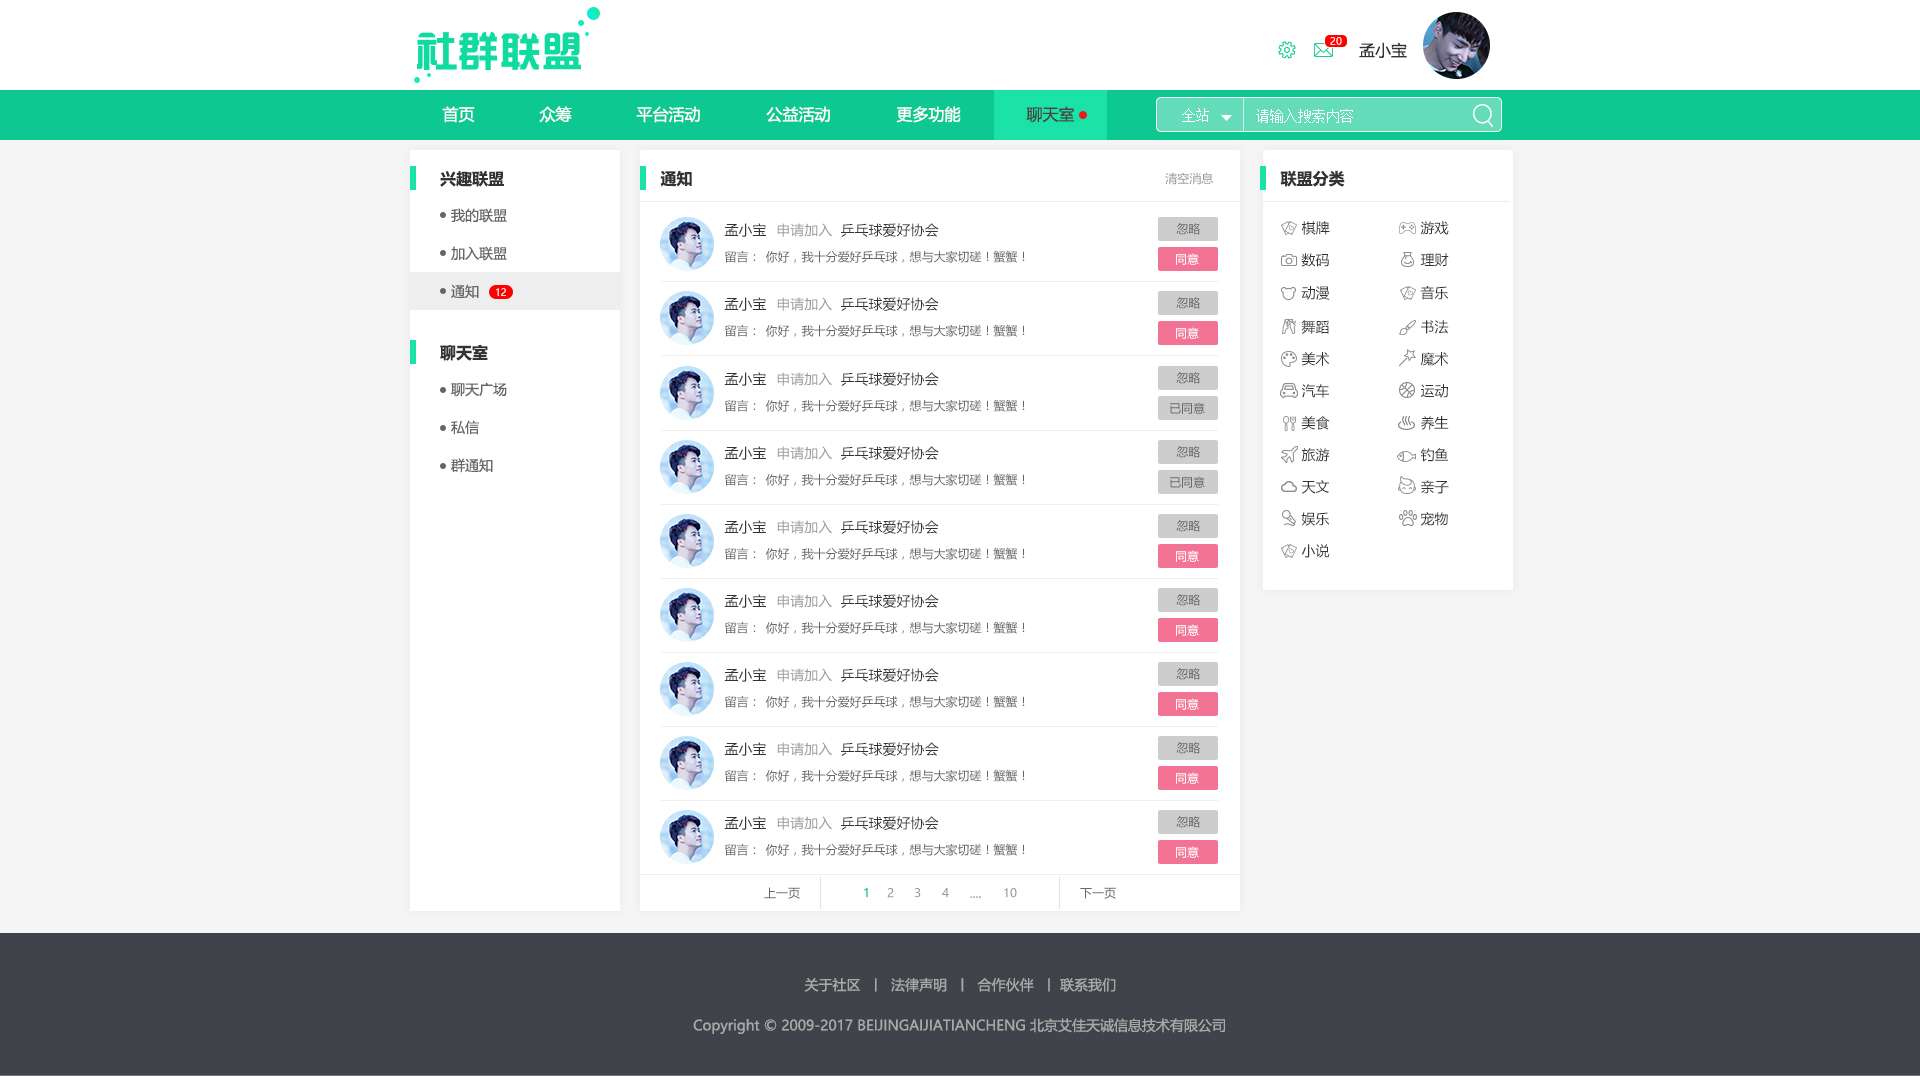 社群联盟
20
孟小宝
首页 众筹 平台活动 公益活动 更多功能 聊天室 全站 请输入搜索内容
兴趣联盟
我的联盟
加入联盟
通知 12
聊天室
聊天广场
私信
群通知
通知 清空消息
孟小宝 申请加入 乒乓球爱好协会 忽略
留言： 你好，我十分爱好乒乓球，想与大家切磋！蟹蟹！ 同意
孟小宝 申请加入 乒乓球爱好协会 忽略
留言： 你好，我十分爱好乒乓球，想与大家切磋！蟹蟹！ 同意
孟小宝 申请加入 乒乓球爱好协会 忽略
留言： 你好，我十分爱好乒乓球，想与大家切磋！蟹蟹！ 已同意
孟小宝 申请加入 乒乓球爱好协会 忽略
留言： 你好，我十分爱好乒乓球，想与大家切磋！蟹蟹！ 已同意
孟小宝 申请加入 乒乓球爱好协会 忽略
留言： 你好，我十分爱好乒乓球，想与大家切磋！蟹蟹！ 同意
孟小宝 申请加入 乒乓球爱好协会 忽略
留言： 你好，我十分爱好乒乓球，想与大家切磋！蟹蟹！ 同意
孟小宝 申请加入 乒乓球爱好协会 忽略
留言： 你好，我十分爱好乒乓球，想与大家切磋！蟹蟹！ 同意
孟小宝 申请加入 乒乓球爱好协会 忽略
留言： 你好，我十分爱好乒乓球，想与大家切磋！蟹蟹！ 同意
孟小宝 申请加入 乒乓球爱好协会 忽略
留言： 你好，我十分爱好乒乓球，想与大家切磋！蟹蟹！ 同意
上一页 1 2 3 4 .... 10 下一页
联盟分类
棋牌 游戏
数码 理财
动漫 音乐
舞蹈 书法
美术 魔术
汽车 运动
美食 养生
旅游 钓鱼
天文 亲子
娱乐 宠物
小说
关于社区 | 法律声明 | 合作伙伴 | 联系我们
Copyright © 2009-2017 BEIJINGAIJIATIANCHENG 北京艾佳天诚信息技术有限公司